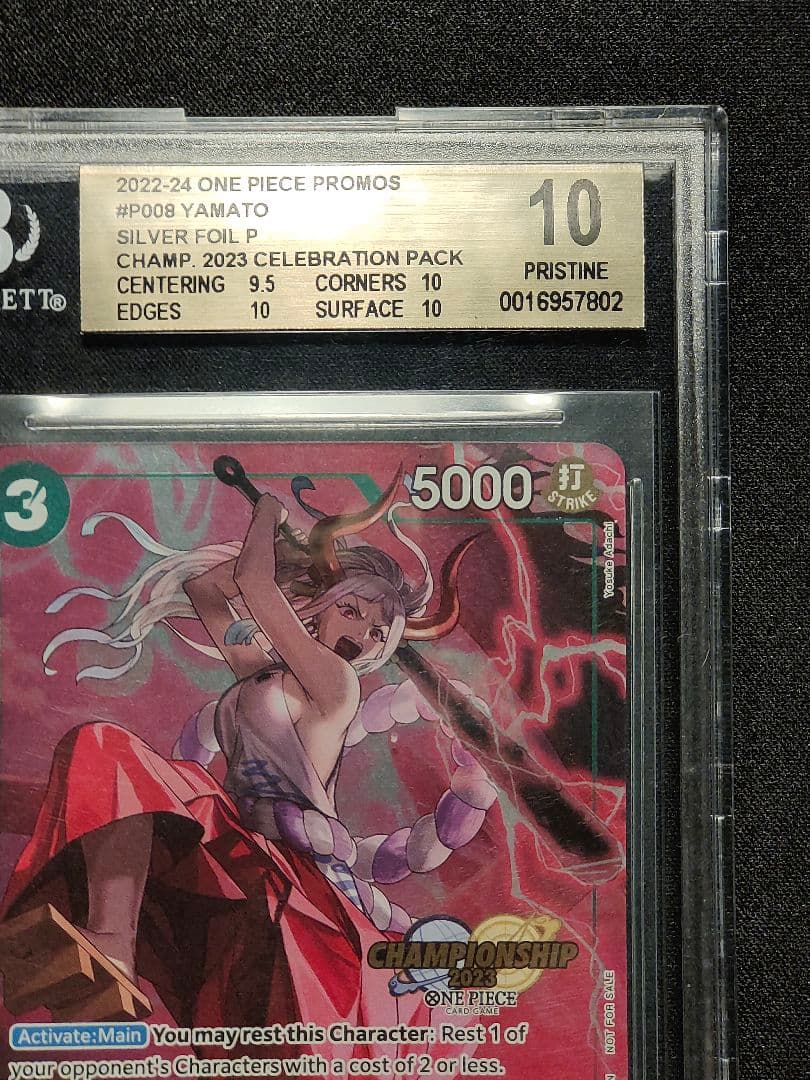 2022-24 ONE PIECE PROMOS
#P008 YAMATO
SILVER FOIL P
CHAMP. 2023 CELEBRATION PACK
CENTERING 9.5 CORNERS 10
EDGES 10 SURFACE 10
10
PRISTINE
0016957802
ETT®
3
5000
打
STRIKE
Yosuke Adachi
CHAMPIONSHIP
2023
ONE PIECE
CARD GAME
NOT FOR SALE
Activate:Main You may rest this Character: Rest 1 of
your opponent's Characters with a cost of 2 or less.